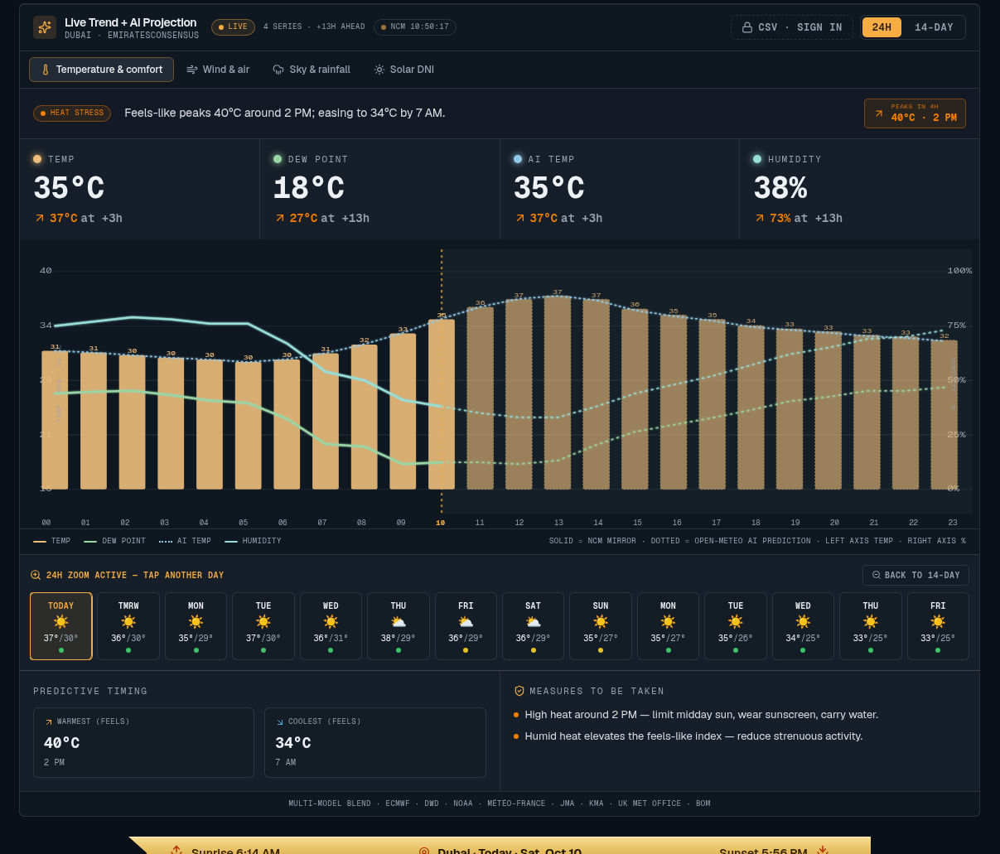 Live Trend + AI Projection
DUBAI · EMIRATESCONSENSUS
LIVE
4 SERIES · +13H AHEAD
NCM 10:50:17
CSV · SIGN IN
24H
14-DAY
Temperature & comfort
Wind & air
Sky & rainfall
Solar DNI
HEAT STRESS
Feels-like peaks 40°C around 2 PM; easing to 34°C by 7 AM.
PEAKS IN 4H
40°C · 2 PM
TEMP
35°C
37°C at +3h
DEW POINT
18°C
27°C at +13h
AI TEMP
35°C
37°C at +3h
HUMIDITY
38%
73% at +13h
40
34
28
21
15
100%
75%
50%
25%
0%
31 31 30 30 30 30 30 31 32 33 35 36 37 37 37 36 35 35 34 33 33 33 33 32
00 01 02 03 04 05 06 07 08 09 10 11 12 13 14 15 16 17 18 19 20 21 22 23
TEMP DEW POINT AI TEMP HUMIDITY
SOLID = NCM MIRROR · DOTTED = OPEN-METEO AI PREDICTION · LEFT AXIS TEMP · RIGHT AXIS %
24H ZOOM ACTIVE — TAP ANOTHER DAY
BACK TO 14-DAY
TODAY TMRW MON TUE WED THU FRI SAT SUN MON TUE WED THU FRI
37°/30° 36°/30° 35°/29° 37°/30° 36°/31° 38°/29° 36°/29° 36°/29° 35°/27° 35°/27° 35°/26° 34°/25° 33°/25° 33°/25°
PREDICTIVE TIMING
WARMEST (FEELS)
40°C
2 PM
COOLEST (FEELS)
34°C
7 AM
MEASURES TO BE TAKEN
High heat around 2 PM — limit midday sun, wear sunscreen, carry water.
Humid heat elevates the feels-like index — reduce strenuous activity.
MULTI-MODEL BLEND · ECMWF · DWD · NOAA · MÉTÉO-FRANCE · JMA · KMA · UK MET OFFICE · BOM
Sunrise 6:14 AM
Dubai · Today · Sat, Oct 10
Sunset 5:56 PM